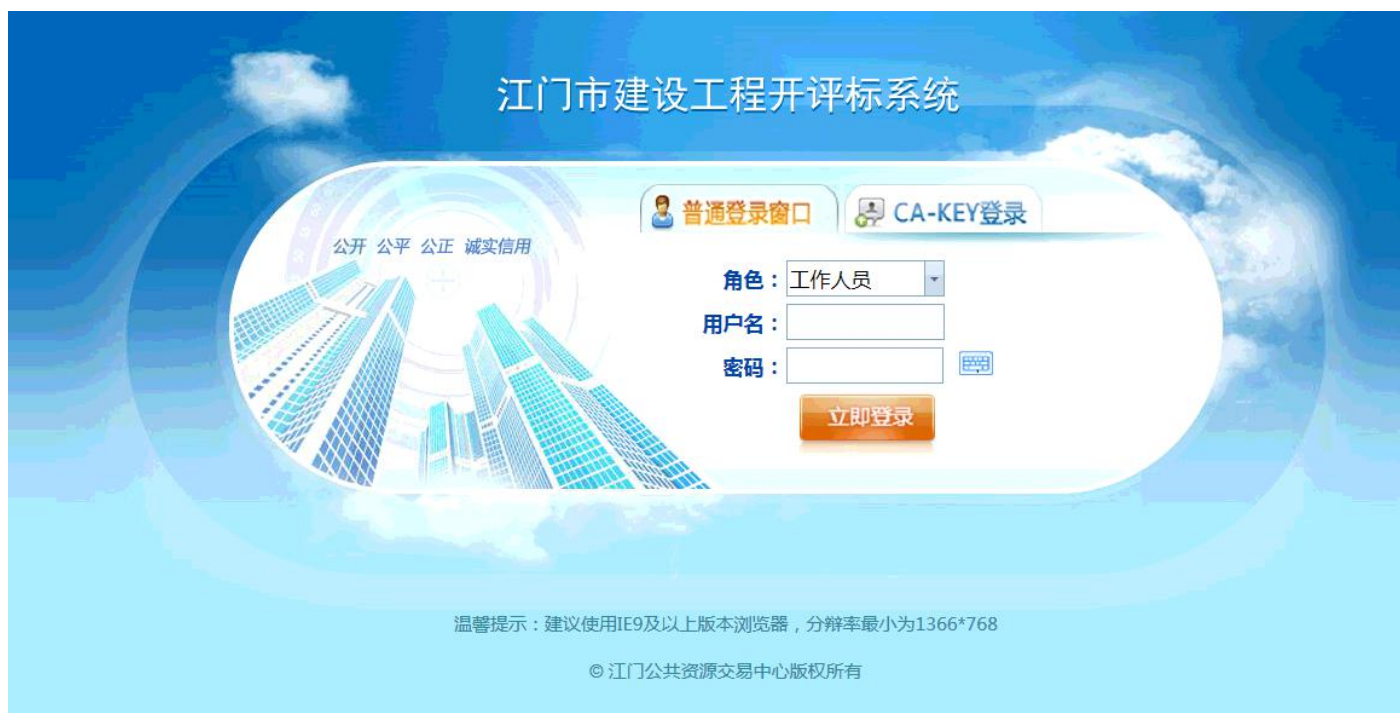 江门市建设工程开评标系统
普通登录窗口 CA-KEY登录
公开 公平 公正 诚实信用
角色：工作人员
用户名：
密码：
立即登录
温馨提示：建议使用IE9及以上版本浏览器，分辩率最小为1366*768
© 江门公共资源交易中心版权所有